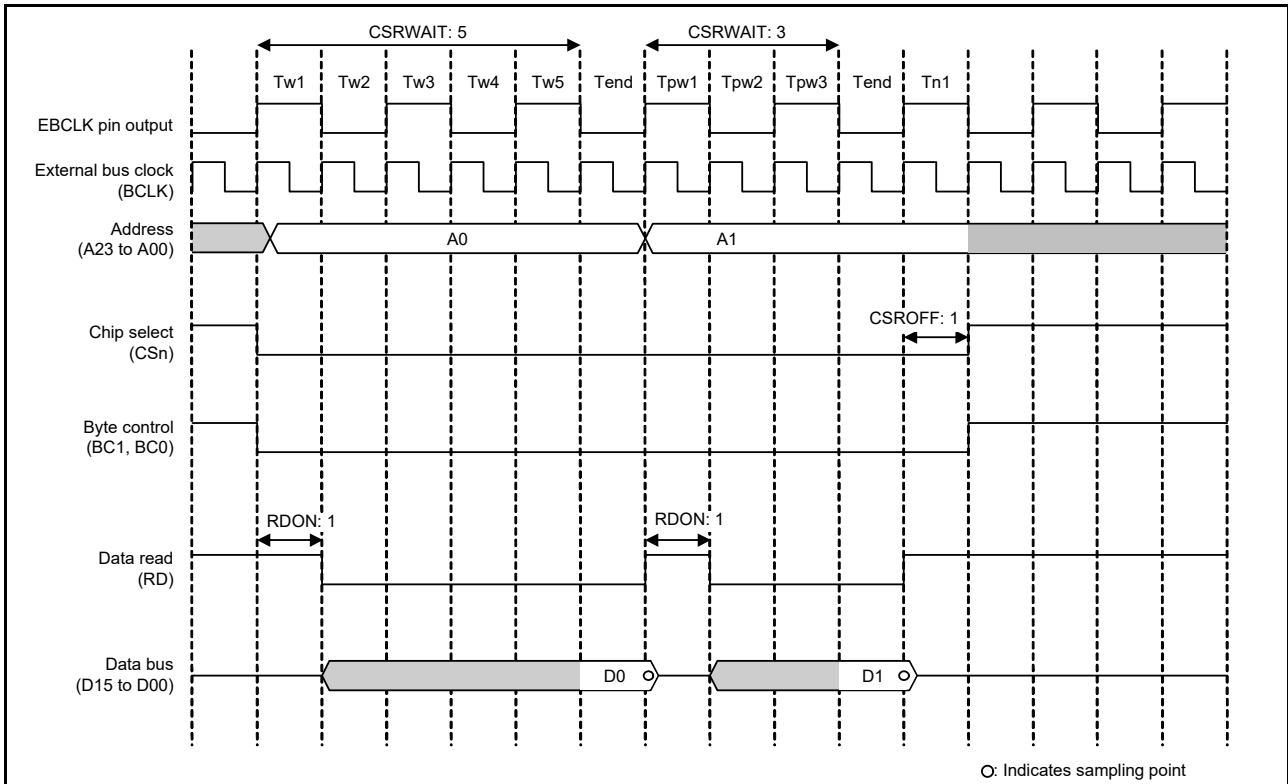 CSRWAIT: 5 CSRWAIT: 3
Tw1 Tw2 Tw3 Tw4 Tw5 Tend Tpw1 Tpw2 Tpw3 Tend Tn1
EBCLK pin output
External bus clock
(BCLK)
Address
(A23 to A00)
A0 A1
CSROFF: 1
Chip select
(CSn)
Byte control
(BC1, BC0)
RDON: 1 RDON: 1
Data read
(RD)
Data bus
(D15 to D00)
D0 D1
: Indicates sampling point